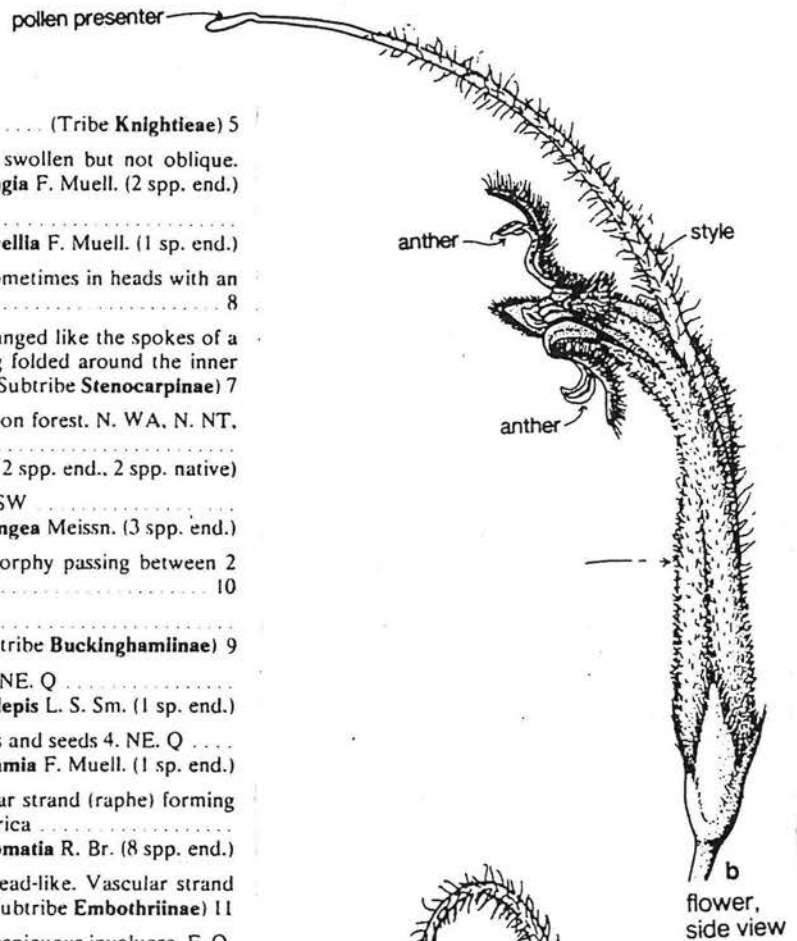 pollen presenter
.... (Tribe Knightieae) 5
swollen but not oblique.
gia F. Muell. (2 spp. end.)
ellia F. Muell. (1 sp. end.)
metimes in heads with an
8
nged like the spokes of a
folded around the inner
Subtribe Stenocarpinae) 7
on forest. N. WA, N. NT,
2 spp. end., 2 spp. native)
SW
ngea Meissn. (3 spp. end.)
orphy passing between 2
10
tribe Buckinghamiinae) 9
NE. Q
lepis L. S. Sm. (1 sp. end.)
s and seeds 4. NE. Q ....
amia F. Muell. (1 sp. end.)
ar strand (raphe) forming
rica
omatia R. Br. (8 spp. end.)
ead-like. Vascular strand
ubtribe Embothriinae) 11
anther
style
anther
b
flower,
side view